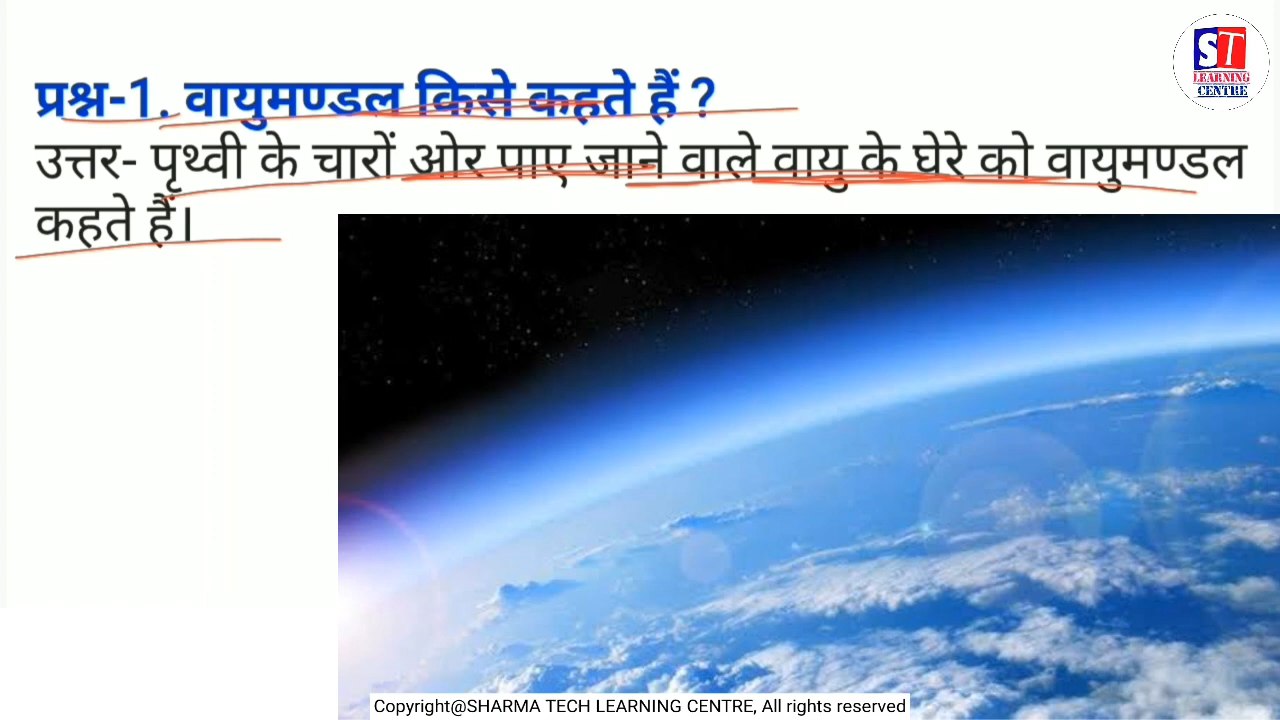 प्रश्न-1. वायुमण्डल किसे कहते हैं ?
उत्तर- पृथ्वी के चारों ओर पाए जाने वाले वायु के घेरे को वायुमण्डल
कहते हैं।
ST
LEARNING
CENTRE
Copyright@SHARMA TECH LEARNING CENTRE, All rights reserved